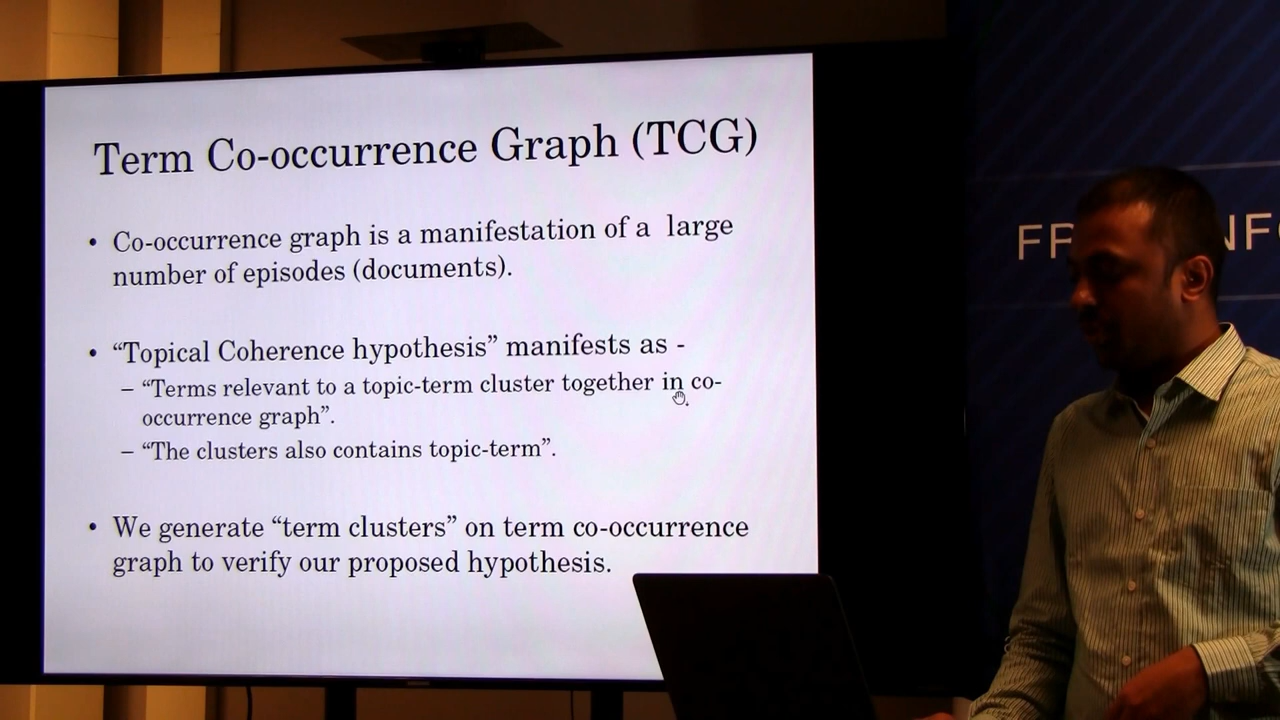 Term Co-occurrence Graph (TCG)
• Co-occurrence graph is a manifestation of a large
number of episodes (documents).
• “Topical Coherence hypothesis” manifests as -
– “Terms relevant to a topic-term cluster together in co-
occurrence graph”.
– “The clusters also contains topic-term”.
• We generate “term clusters” on term co-occurrence
graph to verify our proposed hypothesis.